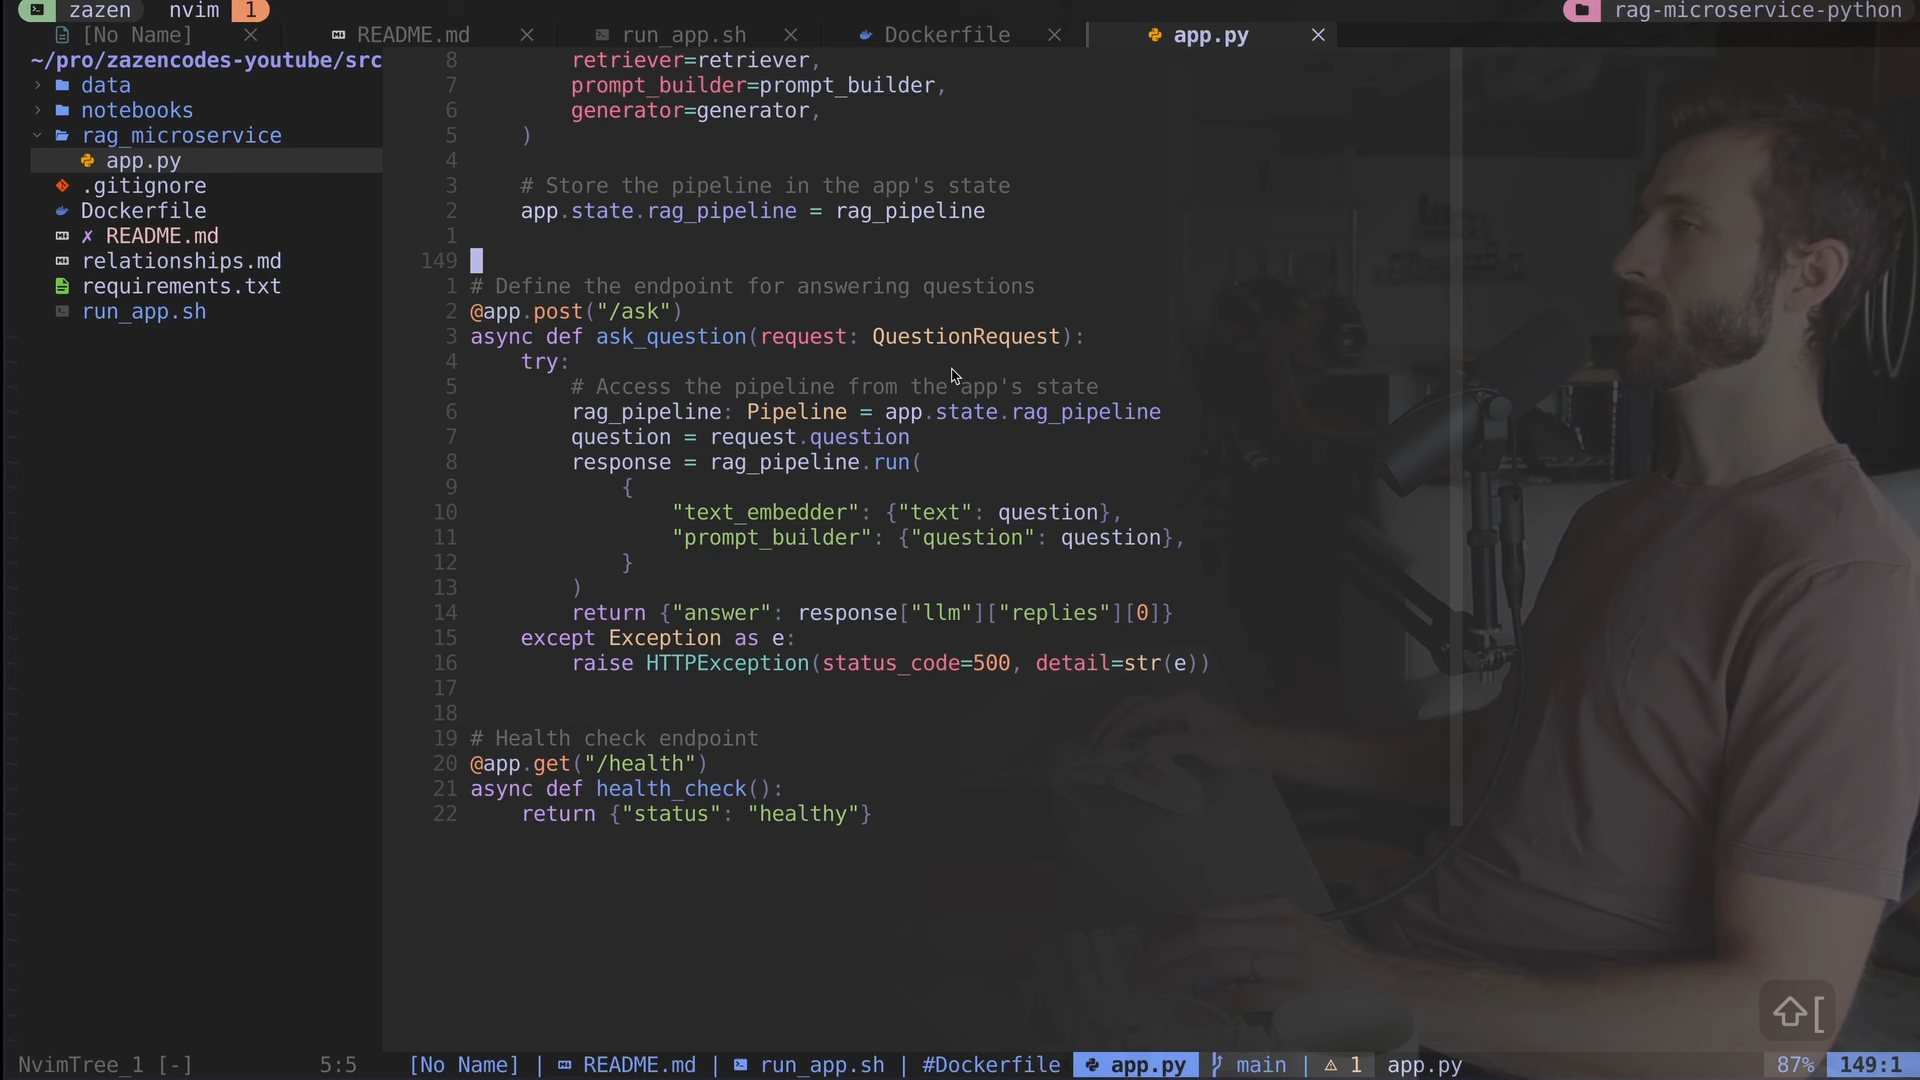 zazen nvim 1 rag-microservice-python
[No Name] README.md run_app.sh Dockerfile app.py
~/pro/zazencodes-youtube/src
data
notebooks
rag_microservice
app.py
.gitignore
Dockerfile
✗ README.md
relationships.md
requirements.txt
run_app.sh
8 retriever=retriever,
7 prompt_builder=prompt_builder,
6 generator=generator,
5 )
4
3 # Store the pipeline in the app's state
2 app.state.rag_pipeline = rag_pipeline
1
149
1 # Define the endpoint for answering questions
2 @app.post("/ask")
3 async def ask_question(request: QuestionRequest):
4 try:
5 # Access the pipeline from the app's state
6 rag_pipeline: Pipeline = app.state.rag_pipeline
7 question = request.question
8 response = rag_pipeline.run(
9 {
10 "text_embedder": {"text": question},
11 "prompt_builder": {"question": question},
12 }
13 )
14 return {"answer": response["llm"]["replies"][0]}
15 except Exception as e:
16 raise HTTPException(status_code=500, detail=str(e))
17
18
19 # Health check endpoint
20 @app.get("/health")
21 async def health_check():
22 return {"status": "healthy"}
⇧[
NvimTree_1 [-] 5:5 [No Name] | README.md | run_app.sh | #Dockerfile app.py main | ⚠ 1 app.py 87% 149:1